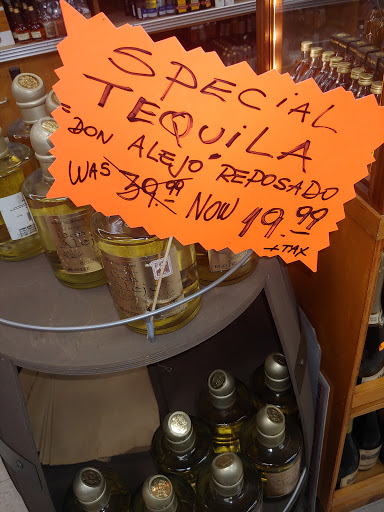 SPECiAL
TEQUILA
= DON ALEJO REPOSADO
WAS 39.99 NOW 19.99
+TAX